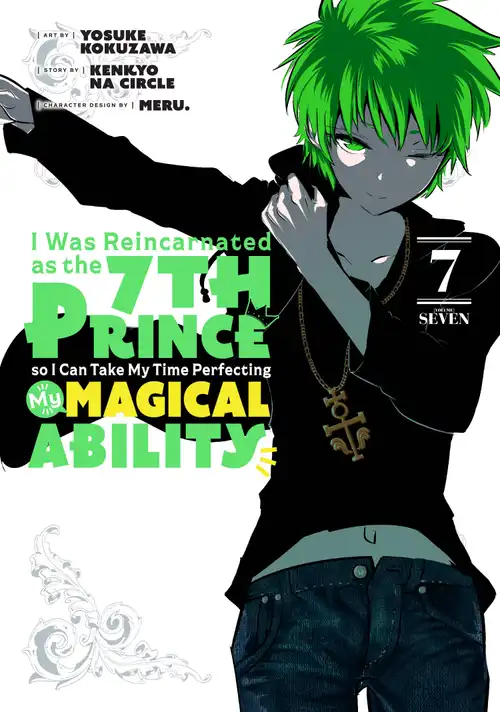 ART BY
YOSUKE
KOKUZAWA
STORY BY
KENKYO
NA CIRCLE
CHARACTER DESIGN BY
MERU.
I Was Reincarnated
as the 7TH
PRINCE
so I Can Take My Time Perfecting
My MAGICAL
ABILITY
7
[VOLUME]
SEVEN